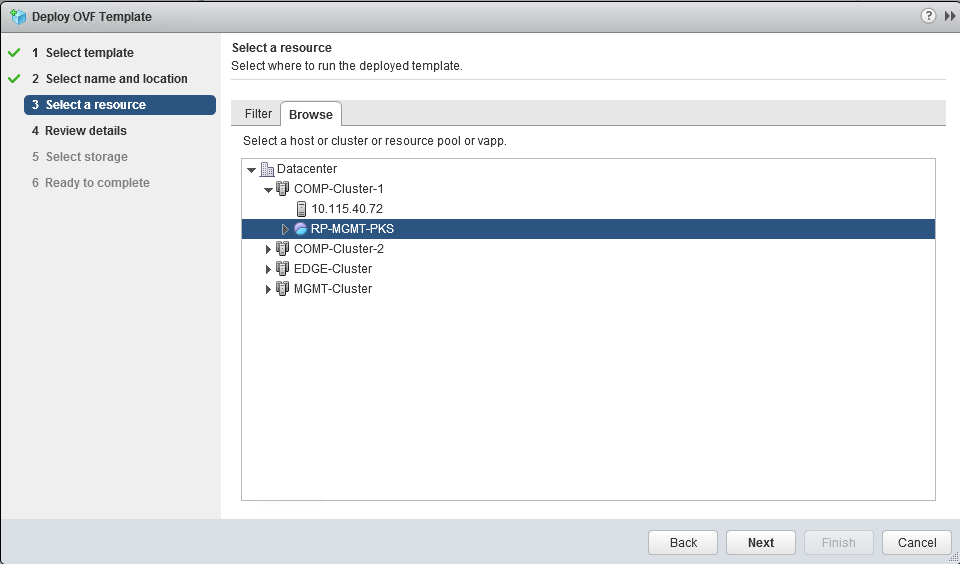 Deploy OVF Template
?
1 Select template
2 Select name and location
3 Select a resource
4 Review details
5 Select storage
6 Ready to complete
Select a resource
Select where to run the deployed template.
Filter
Browse
Select a host or cluster or resource pool or vapp.
Datacenter
COMP-Cluster-1
10.115.40.72
RP-MGMT-PKS
COMP-Cluster-2
EDGE-Cluster
MGMT-Cluster
Back
Next
Finish
Cancel